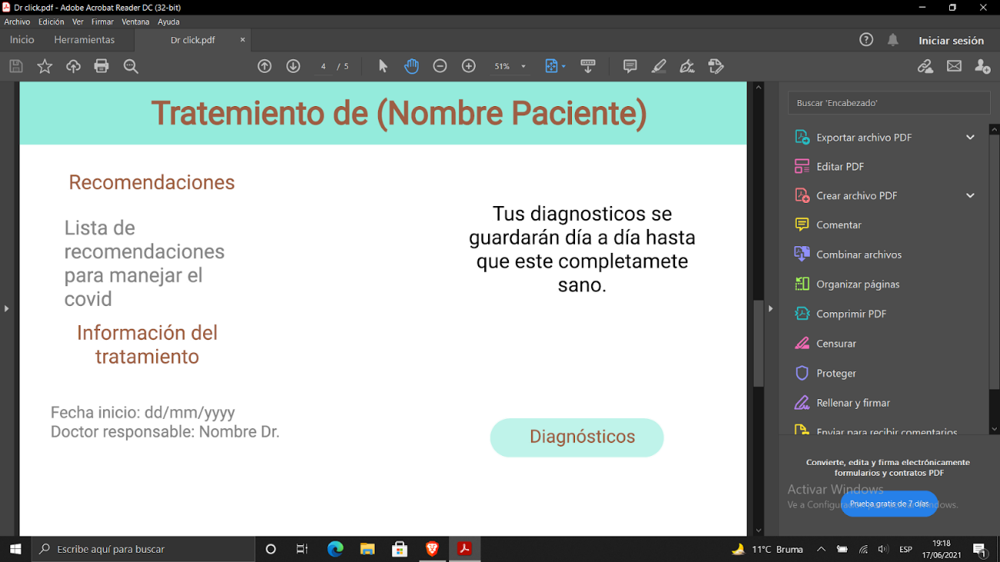 Dr click.pdf - Adobe Acrobat Reader DC (32-bit)
Archivo Edición Ver Firmar Ventana Ayuda
Inicio Herramientas Dr click.pdf × Iniciar sesión
4 / 5 51%
Tratemiento de (Nombre Paciente)
Recomendaciones
Lista de
recomendaciones
para manejar el
covid
Información del
tratamiento
Fecha inicio: dd/mm/yyyy
Doctor responsable: Nombre Dr.
Tus diagnosticos se
guardarán día a día hasta
que este completamete
sano.
Diagnósticos
Buscar 'Encabezado'
Exportar archivo PDF
Editar PDF
Crear archivo PDF
Comentar
Combinar archivos
Organizar páginas
Comprimir PDF
Censurar
Proteger
Rellenar y firmar
Enviar para recibir comentarios
Convierte, edita y firma electrónicamente
formularios y contratos PDF
Activar Windows
Ve a Configura
Prueba gratis de 7 días
ndows.
Escribe aquí para buscar
11°C Bruma
ESP
19:18
17/06/2021
1